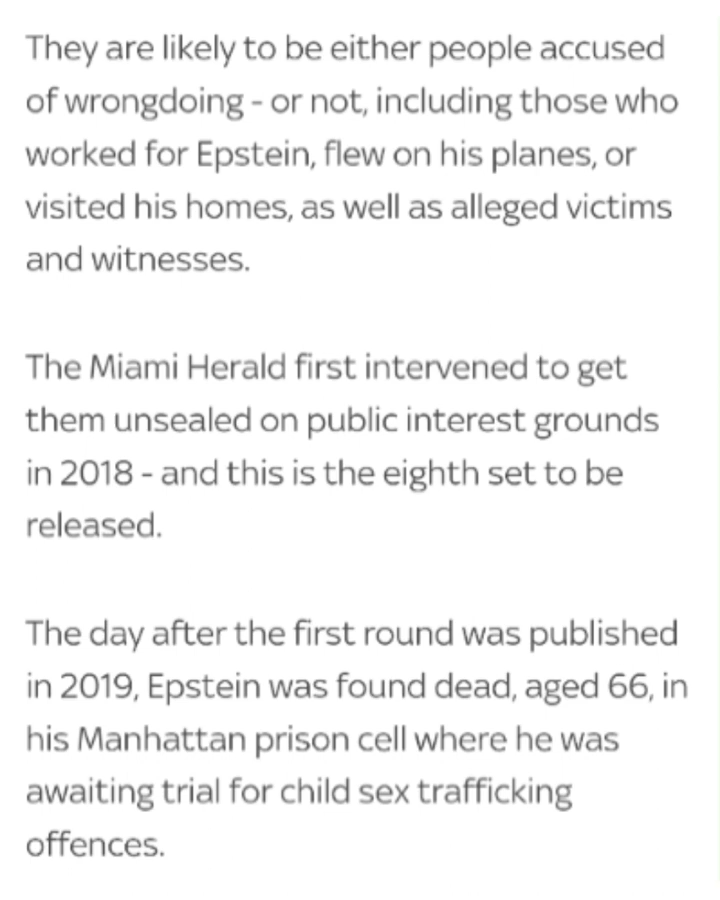 They are likely to be either people accused
of wrongdoing - or not, including those who
worked for Epstein, flew on his planes, or
visited his homes, as well as alleged victims
and witnesses.
The Miami Herald first intervened to get
them unsealed on public interest grounds
in 2018 - and this is the eighth set to be
released.
The day after the first round was published
in 2019, Epstein was found dead, aged 66, in
his Manhattan prison cell where he was
awaiting trial for child sex trafficking
offences.